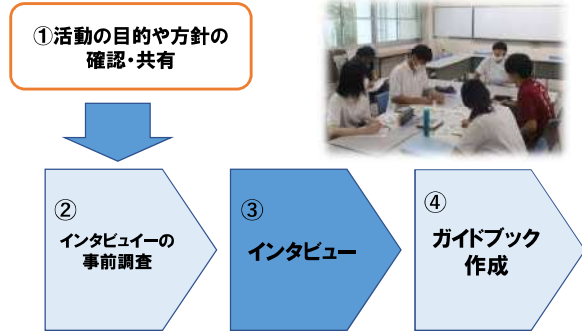 ①活動の目的や方針の
確認・共有
②
インタビュイーの
事前調査
③
インタビュー
④
ガイドブック
作成